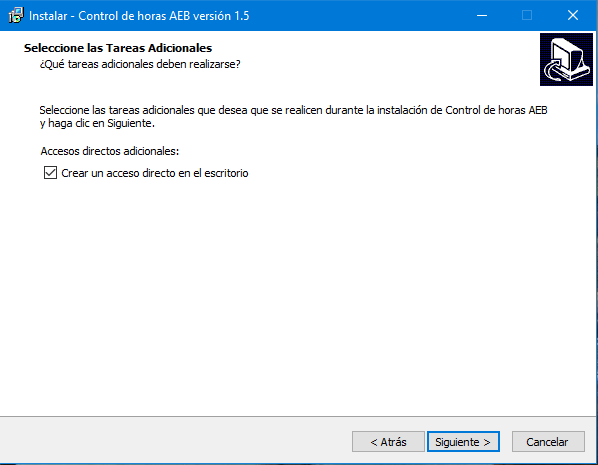 Instalar - Control de horas AEB versión 1.5
Seleccione las Tareas Adicionales
¿Qué tareas adicionales deben realizarse?
Seleccione las tareas adicionales que desea que se realicen durante la instalación de Control de horas AEB
y haga clic en Siguiente.
Accesos directos adicionales:
Crear un acceso directo en el escritorio
< Atrás
Siguiente >
Cancelar